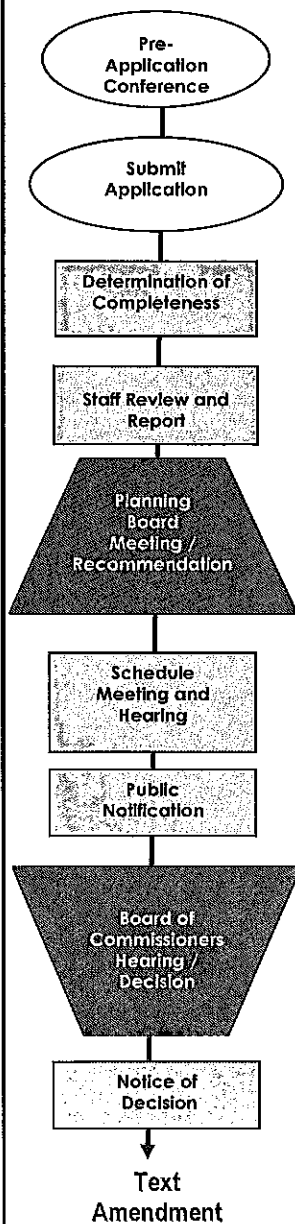 Pre-
Application
Conference
Submit
Application
Determination of
Completeness
Staff Review and
Report
Planning
Board
Meeting /
Recommendation
Schedule
Meeting and
Hearing
Public
Notification
Board of
Commissioners
Hearing /
Decision
Notice of
Decision
Text
Amendment